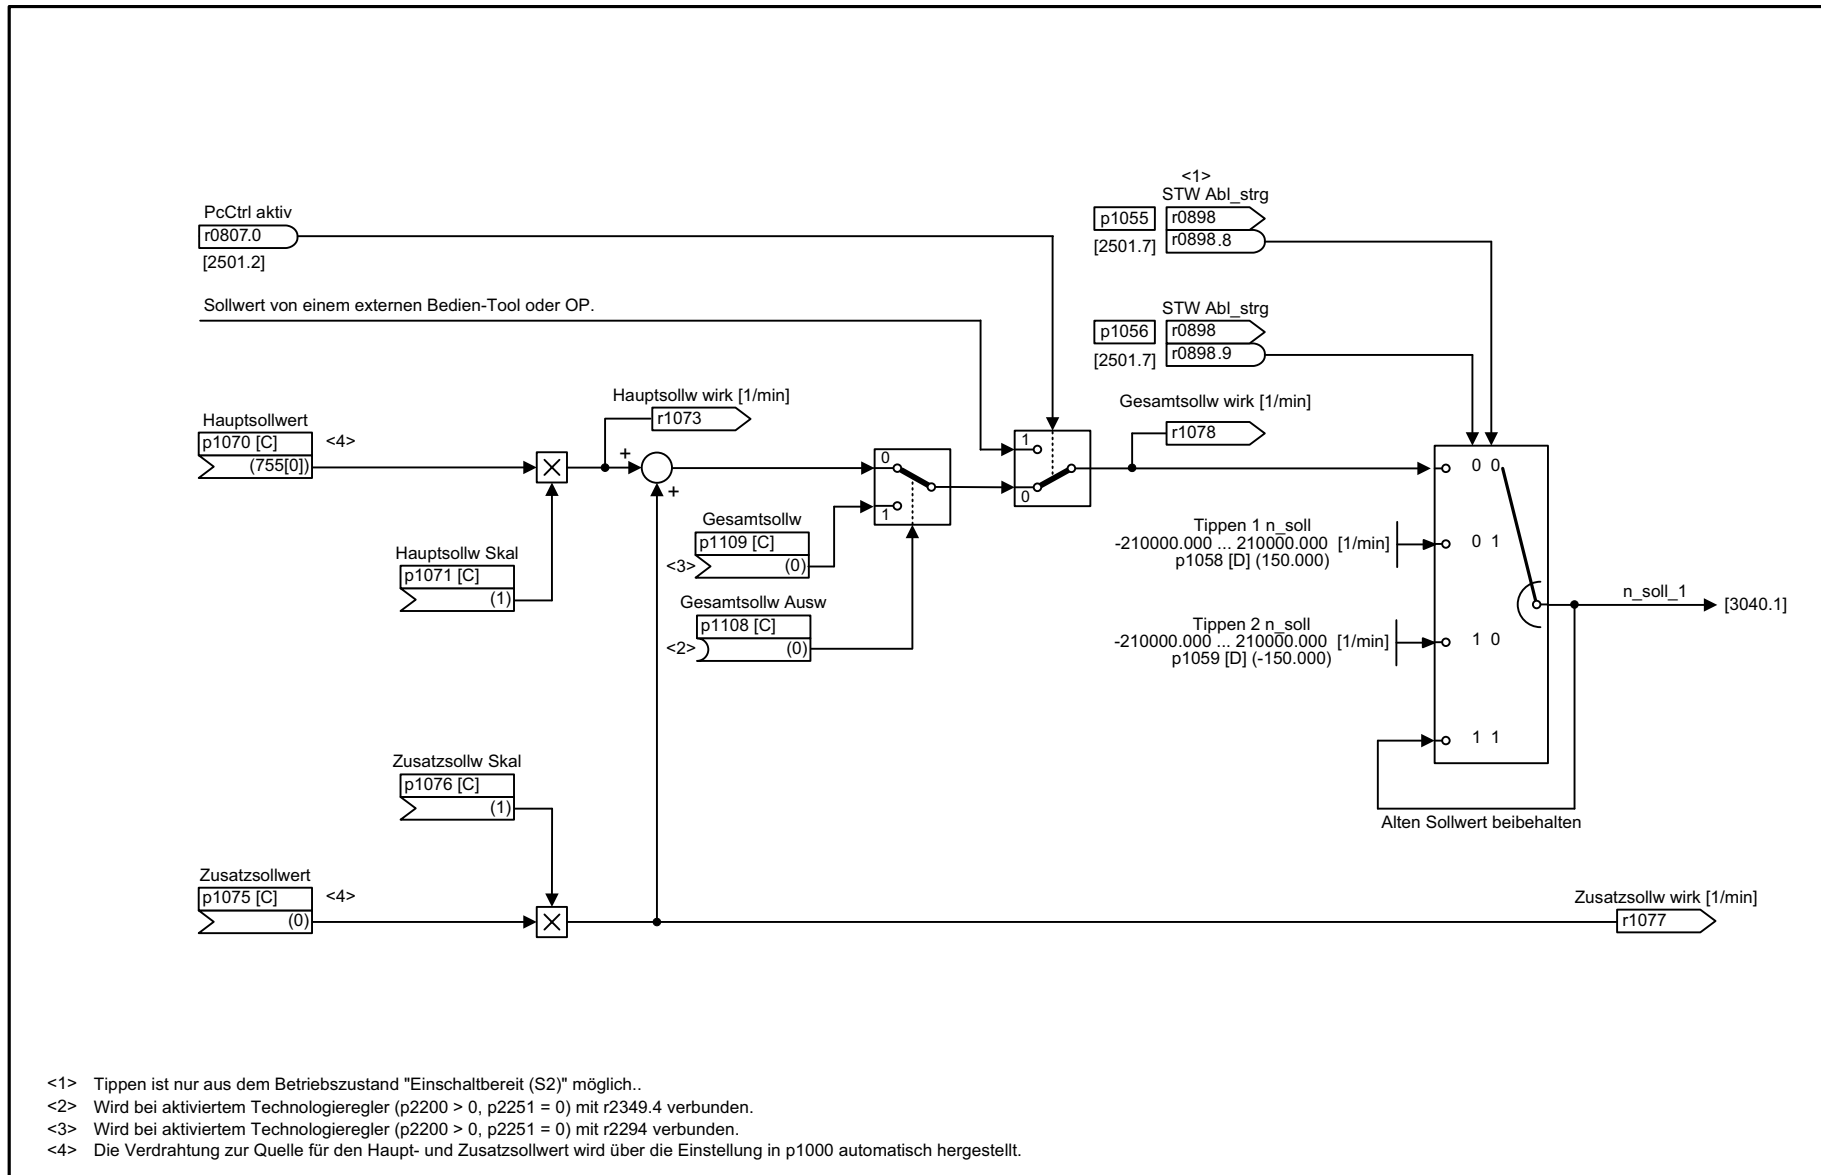 <1>
STW Abl_strg
PcCtrl aktiv
p1055
r0898
r0807.0
[2501.7]
r0898.8
[2501.2]
Sollwert von einem externen Bedien-Tool oder OP.
STW Abl_strg
p1056
r0898
[2501.7]
r0898.9
Hauptsollw wirk [1/min]
r1073
Gesamtsollw wirk [1/min]
r1078
Hauptsollwert
p1070 [C]
<4>
(755[0])
+
+
0
1
1
0
0 0
Gesamtsollw
p1109 [C]
<3>
(0)
Tippen 1 n_soll
-210000.000 ... 210000.000 [1/min]
p1058 [D] (150.000)
0 1
Hauptsollw Skal
p1071 [C]
(1)
Gesamtsollw Ausw
p1108 [C]
<2>
(0)
n_soll_1
[3040.1]
Tippen 2 n_soll
-210000.000 ... 210000.000 [1/min]
p1059 [D] (-150.000)
1 0
1 1
Zusatzsollw Skal
p1076 [C]
(1)
Alten Sollwert beibehalten
Zusatzsollwert
p1075 [C]
<4>
(0)
Zusatzsollw wirk [1/min]
r1077
<1> Tippen ist nur aus dem Betriebszustand "Einschaltbereit (S2)" möglich..
<2> Wird bei aktiviertem Technologieregler (p2200 > 0, p2251 = 0) mit r2349.4 verbunden.
<3> Wird bei aktiviertem Technologieregler (p2200 > 0, p2251 = 0) mit r2294 verbunden.
<4> Die Verdrahtung zur Quelle für den Haupt- und Zusatzsollwert wird über die Einstellung in p1000 automatisch hergestellt.